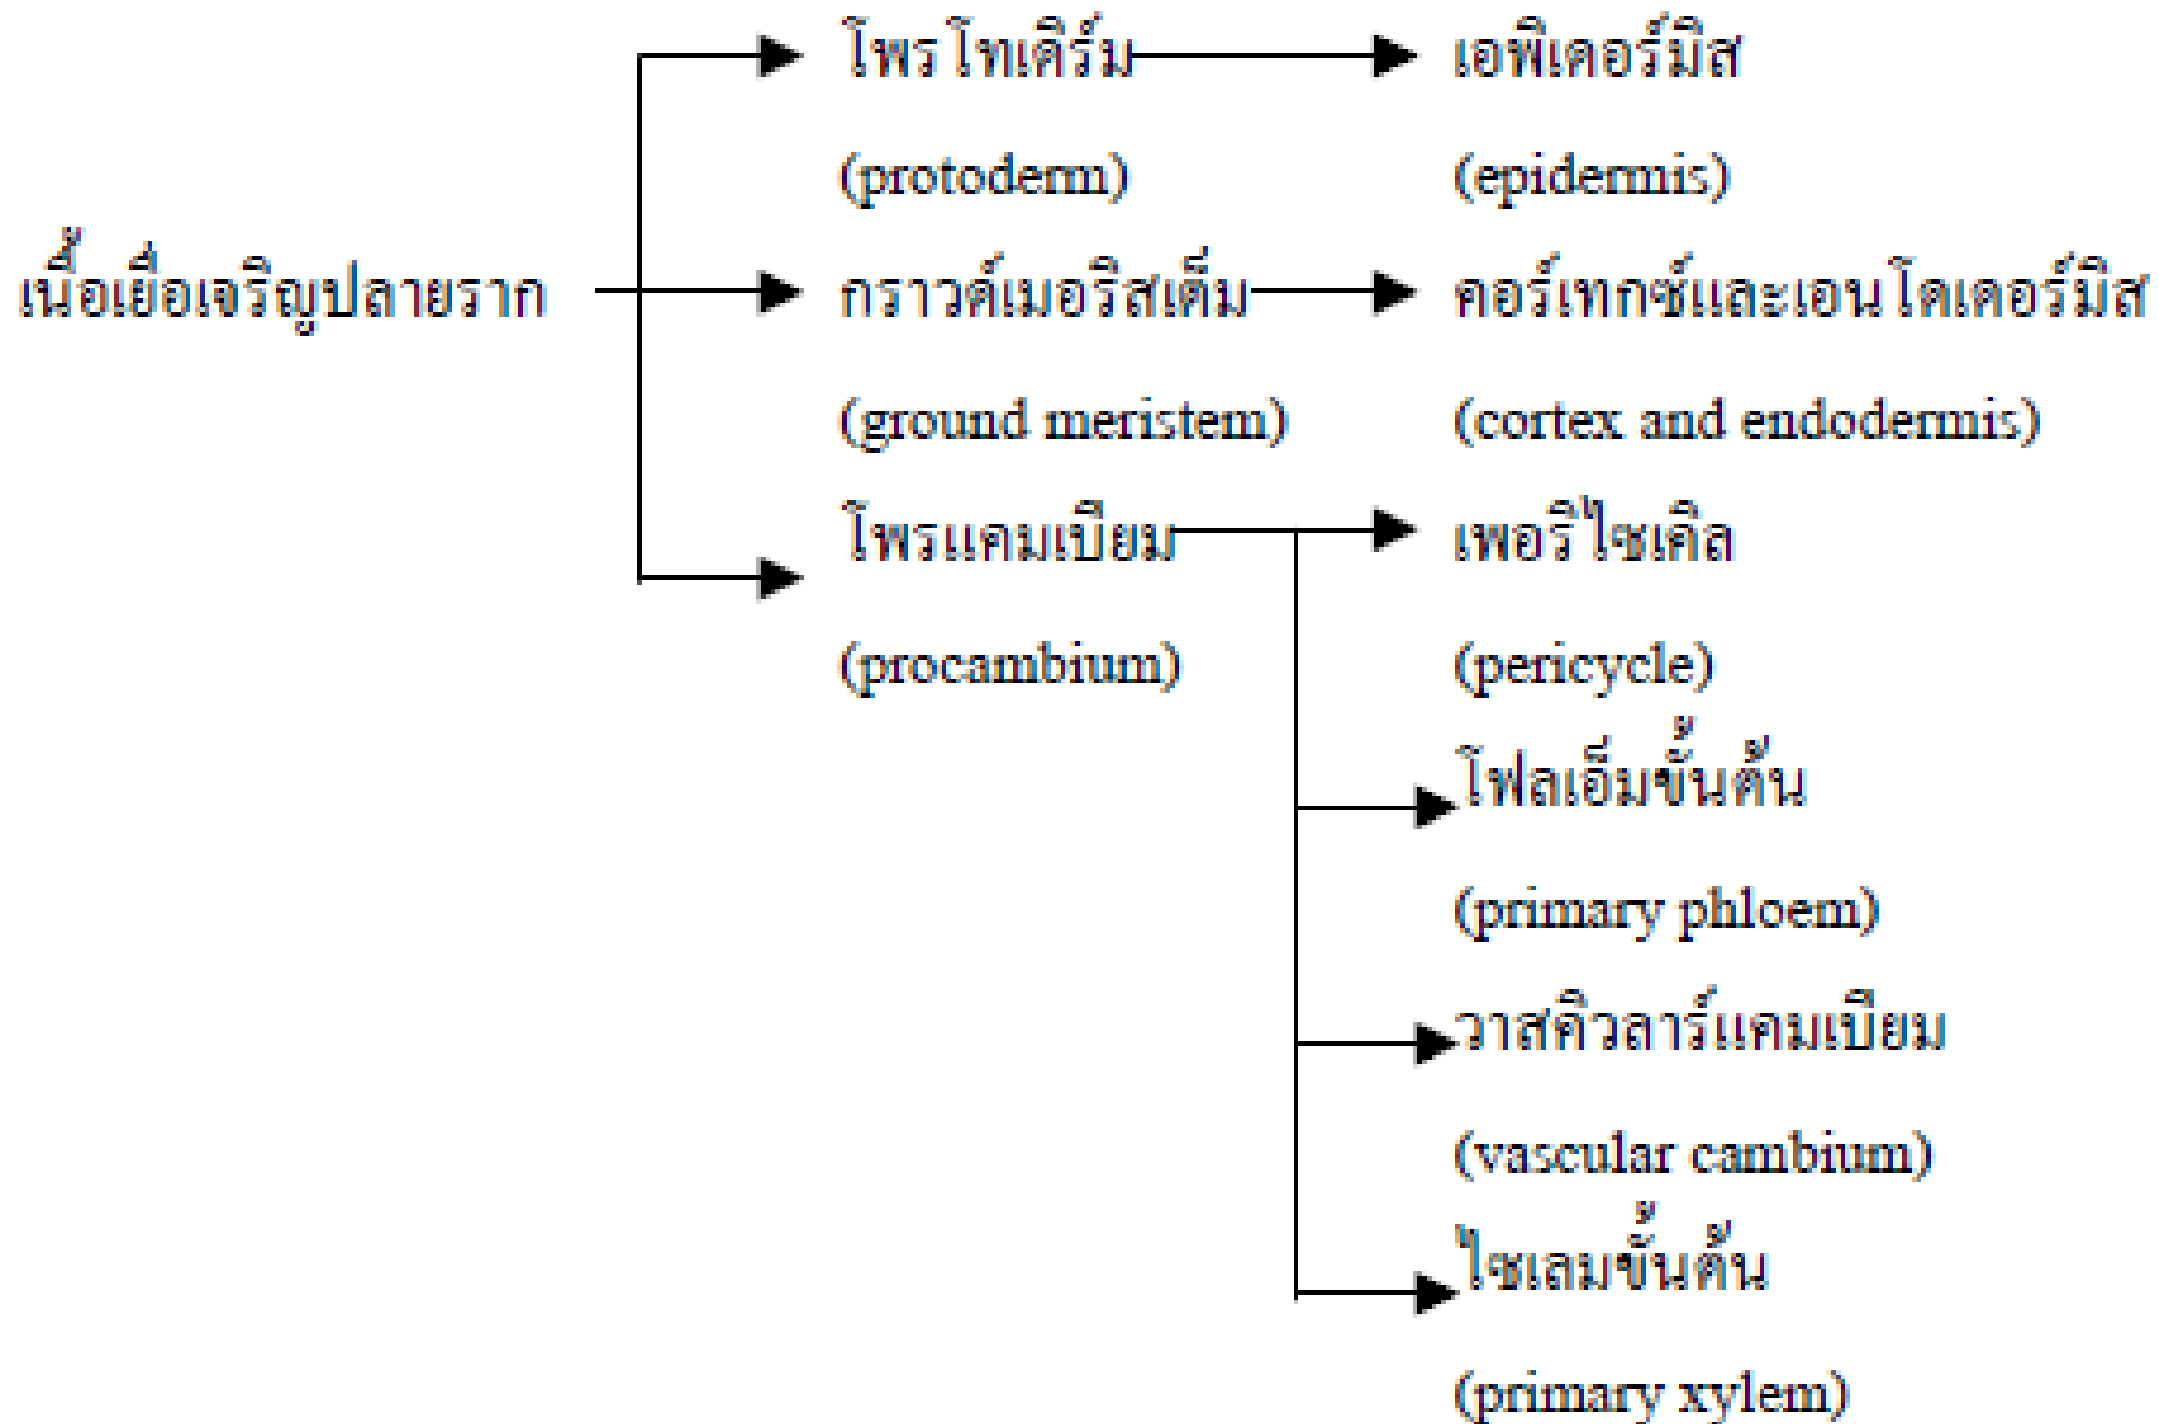 โพรโทเดิร์ม เอพิเดอร์มิส
(protoderm) (epidermis)
เนื้อเยื่อเจริญปลายราก กราวด์เมอริสเต็ม คอร์เทกซ์และเอนโดเดอร์มิส
(ground meristem) (cortex and endodermis)
โพรแคมเบียม เพอริไซเคิล
(procambium) (pericycle)
โฟลเอ็มขั้นต้น
(primary phloem)
วาสคิวลาร์แคมเบียม
(vascular cambium)
ไซเลมขั้นต้น
(primary xylem)